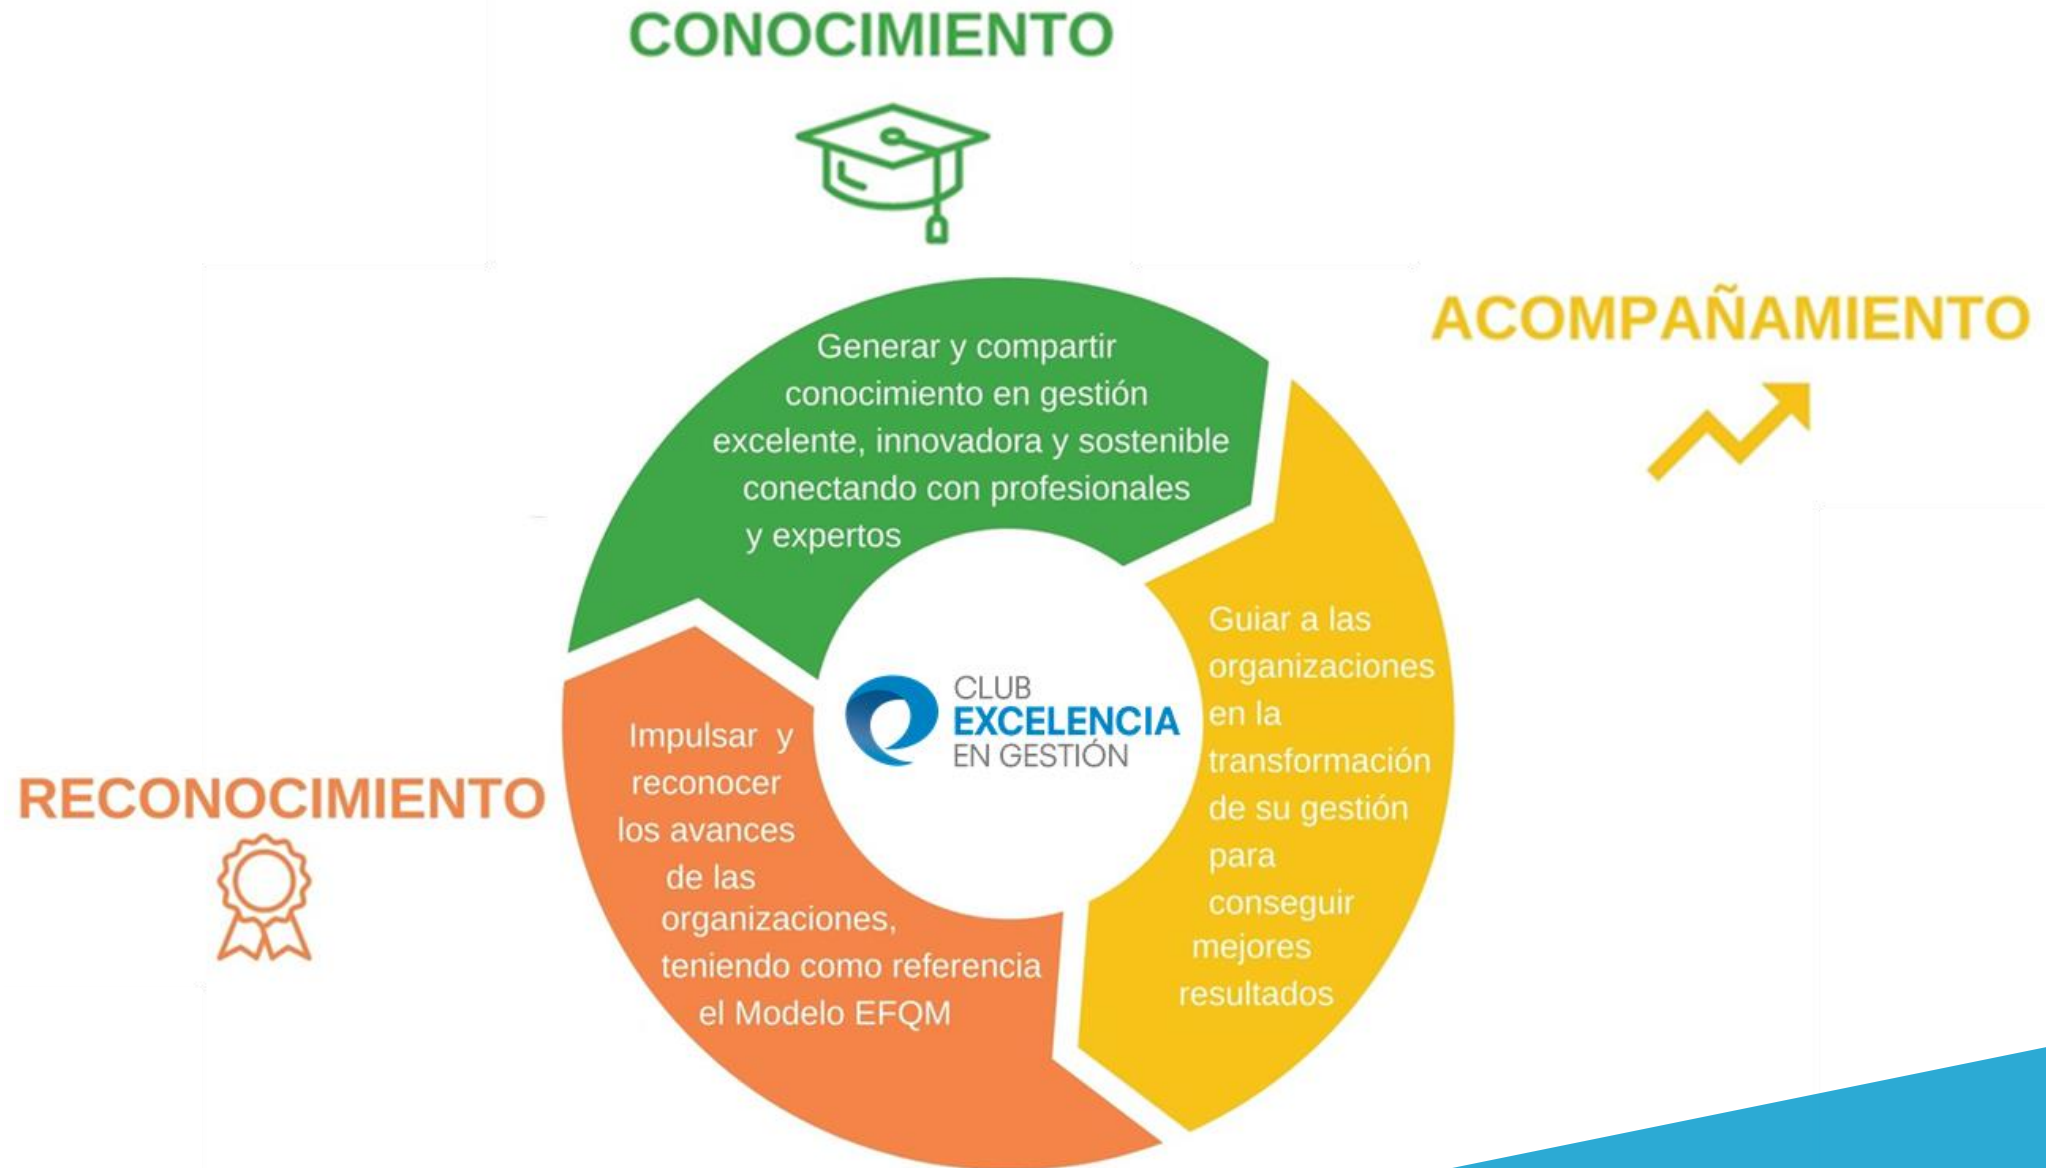 CONOCIMIENTO
Generar y compartir
conocimiento en gestión
excelente, innovadora y sostenible
conectando con profesionales
y expertos
ACOMPAÑAMIENTO
Guiar a las
organizaciones
en la
transformación
de su gestión
para
conseguir
mejores
resultados
RECONOCIMIENTO
Impulsar y
reconocer
los avances
de las
organizaciones,
teniendo como referencia
el Modelo EFQM
CLUB
EXCELENCIA
EN GESTIÓN